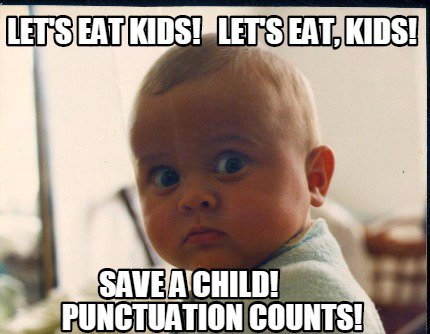 LET'S EAT KIDS!   LET'S EAT, KIDS!
SAVE A CHILD!
PUNCTUATION COUNTS!